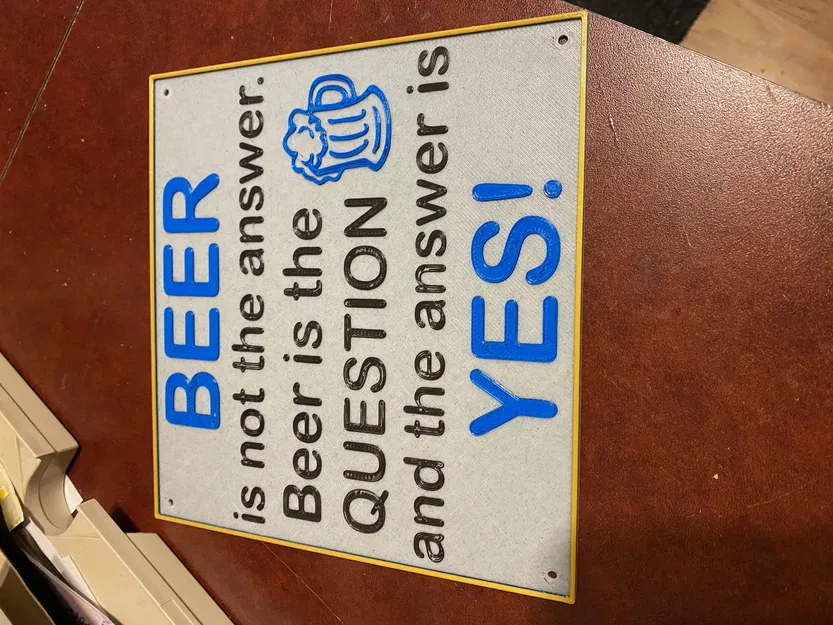 BEER
is not the answer.
Beer is the
QUESTION
and the answer is
YES!